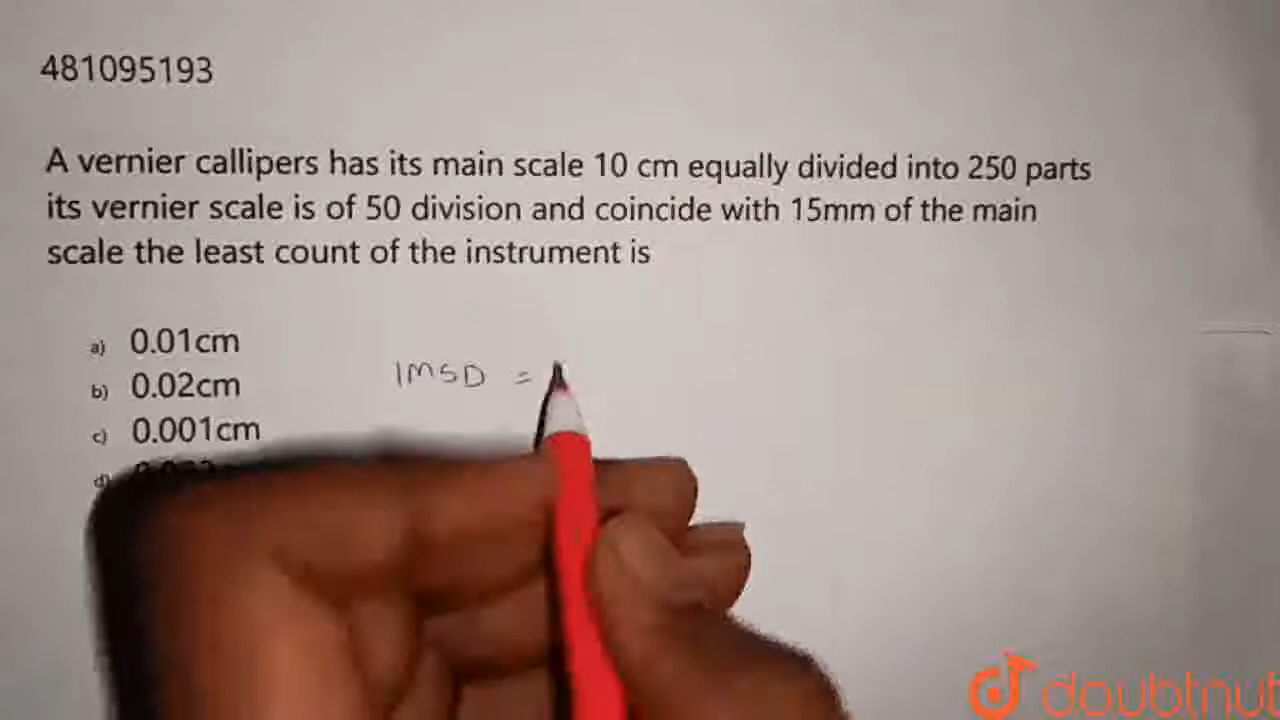 481095193
A vernier callipers has its main scale 10 cm equally divided into 250 parts
its vernier scale is of 50 division and coincide with 15mm of the main
scale the least count of the instrument is
a) 0.01cm
b) 0.02cm
c) 0.001cm
d)
1MSD =
doubtnut